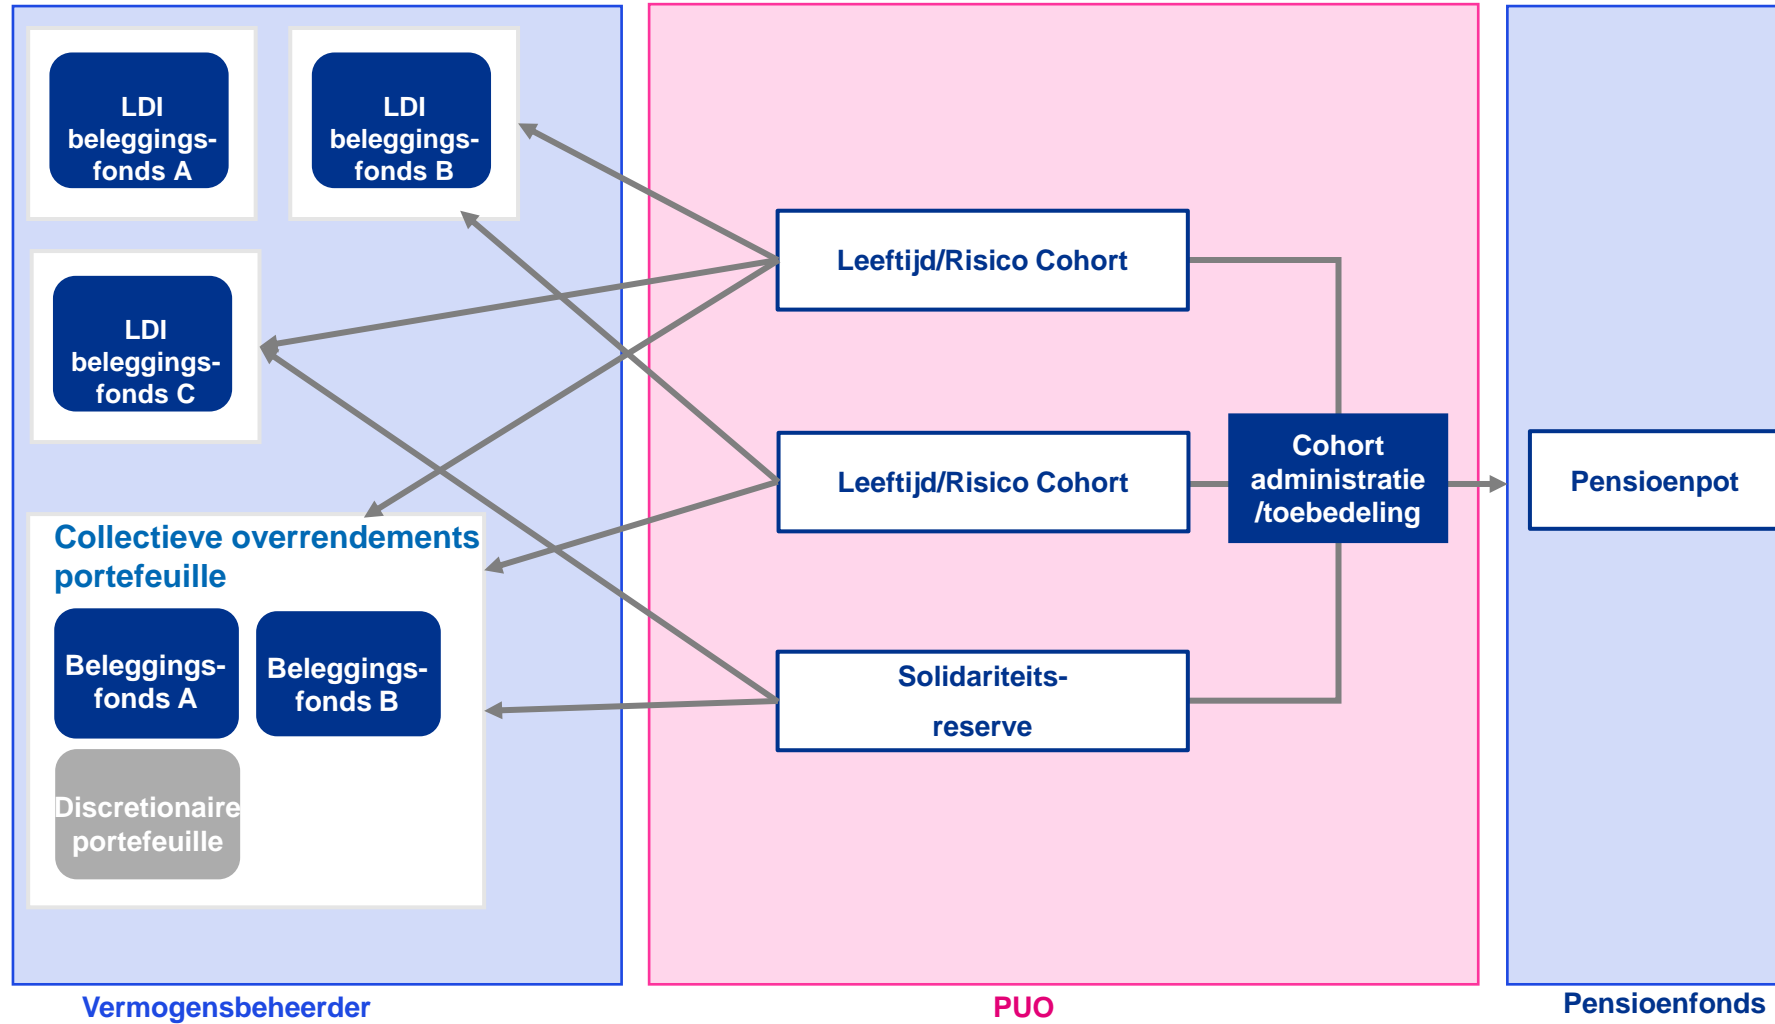 LDI
beleggings-
fonds A
LDI
beleggings-
fonds B
LDI
beleggings-
fonds C
Collectieve overrendements
portefeuille
Beleggings-
fonds A
Beleggings-
fonds B
Discretionaire
portefeuille
Vermogensbeheerder
Leeftijd/Risico Cohort
Leeftijd/Risico Cohort
Solidariteits-
reserve
Cohort
administratie
/toebedeling
PUO
Pensioenpot
Pensioenfonds